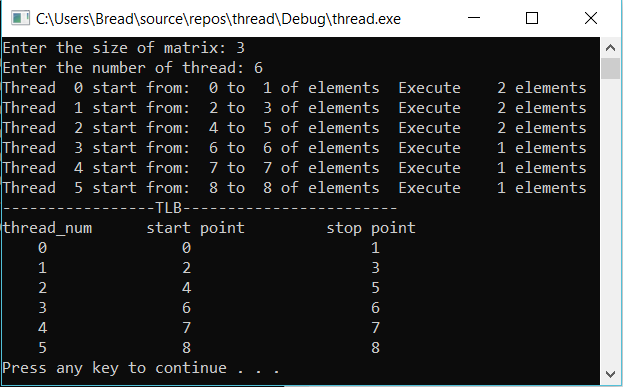 C:\Users\Bread\source\repos\thread\Debug\thread.exe
Enter the size of matrix: 3
Enter the number of thread: 6
Thread  0 start from:  0 to  1 of elements  Execute    2 elements
Thread  1 start from:  2 to  3 of elements  Execute    2 elements
Thread  2 start from:  4 to  5 of elements  Execute    2 elements
Thread  3 start from:  6 to  6 of elements  Execute    1 elements
Thread  4 start from:  7 to  7 of elements  Execute    1 elements
Thread  5 start from:  8 to  8 of elements  Execute    1 elements
-----------------TLB------------------------
thread_num      start point         stop point
    0               0                    1
    1               2                    3
    2               4                    5
    3               6                    6
    4               7                    7
    5               8                    8
Press any key to continue . . .